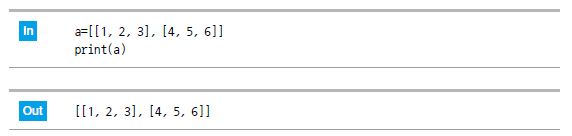 In
a=[[1, 2, 3], [4, 5, 6]]
print(a)
Out
[[1, 2, 3], [4, 5, 6]]